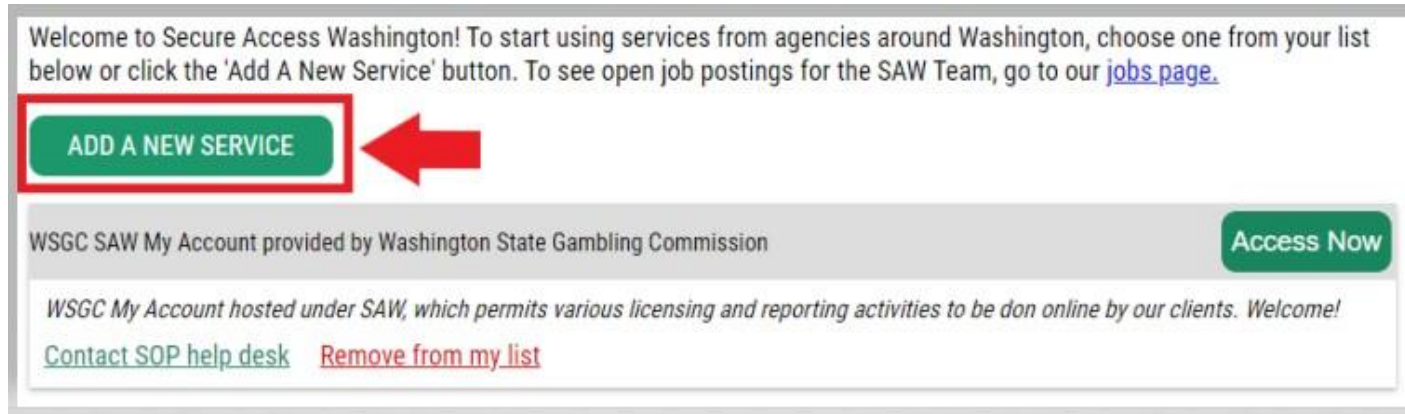 Welcome to Secure Access Washington! To start using services from agencies around Washington, choose one from your list
below or click the 'Add A New Service' button. To see open job postings for the SAW Team, go to our jobs page.
ADD A NEW SERVICE
WSGC SAW My Account provided by Washington State Gambling Commission
Access Now
WSGC My Account hosted under SAW, which permits various licensing and reporting activities to be don online by our clients. Welcome!
Contact SOP help desk Remove from my list